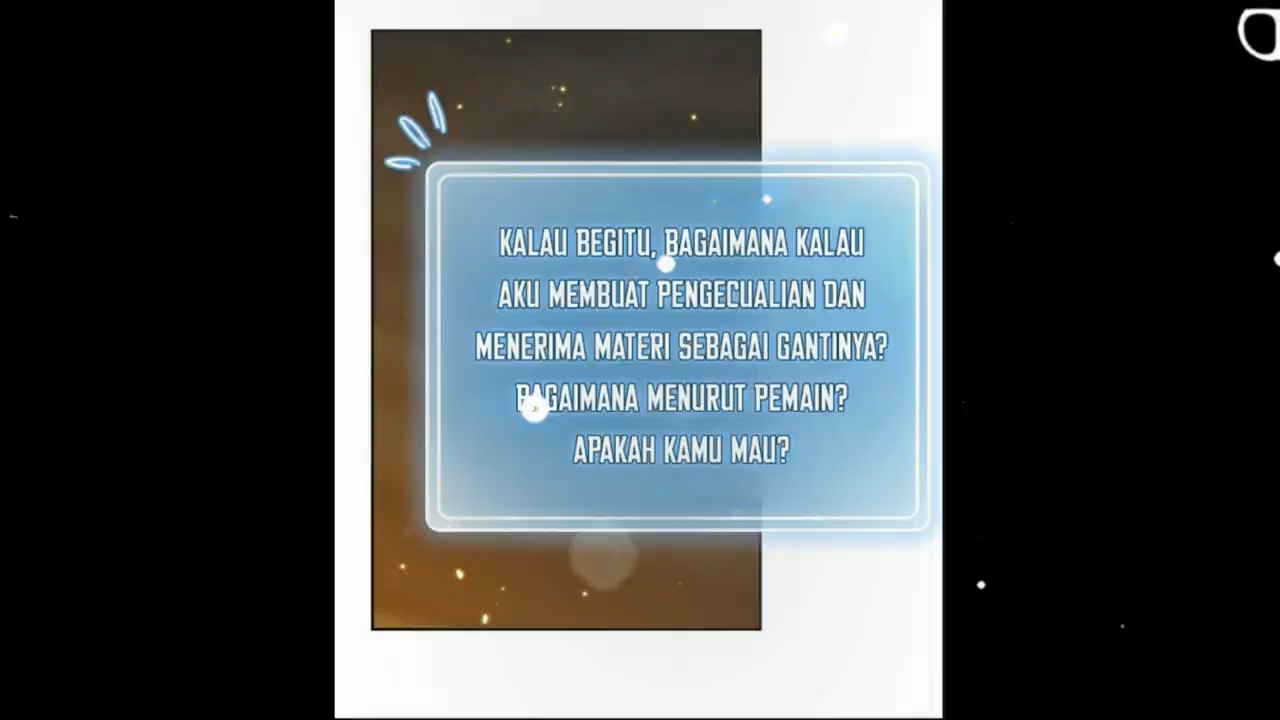 KALAU BEGITU, BAGAIMANA KALAU
AKU MEMBUAT PENGECUALIAN DAN
MENERIMA MATERI SEBAGAI GANTINYA?
BAGAIMANA MENURUT PEMAIN?
APAKAH KAMU MAU?